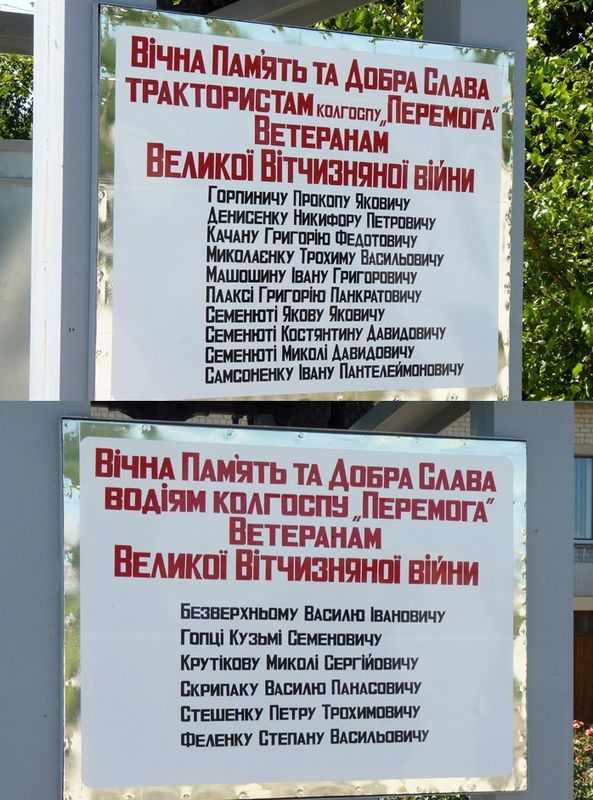 Вічна Пам'ять та Добра Слава
трактористам колгоспу „Перемога"
Ветеранам
Великої Вітчизняної війни
Горпиничу Прокопу Яковичу
Денисенку Никифору Петровичу
Качану Григорію Федотовичу
Миколаєнку Трохиму Васильовичу
Машошину Івану Григоровичу
Плаксі Григорію Панкратовичу
Семенюті Якову Яковичу
Семенюті Костянтину Давидовичу
Семенюті Миколі Давидовичу
Самсоненку Івану Пантелеймоновичу
Вічна Пам'ять та Добра Слава
водіям колгоспу „Перемога"
Ветеранам
Великої Вітчизняної війни
Безверхньому Василю Івановичу
Гопці Кузьмі Семеновичу
Крутікову Миколі Сергійовичу
Скрипаку Василю Панасовичу
Стешенку Петру Трохимовичу
Феленку Степану Васильовичу